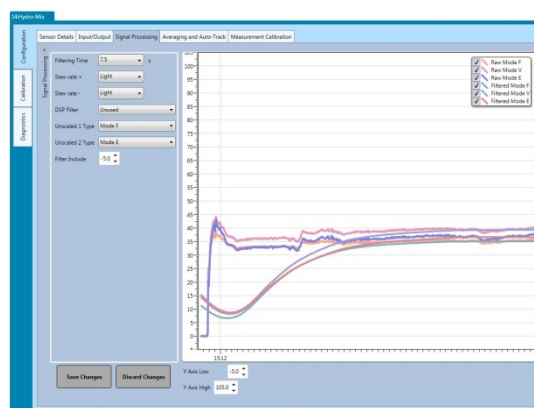 14:Hydro-Mix
Configuration
Calibration
Diagnostics
Sensor Details Input/Output Signal Processing Averaging and Auto-Track Measurement Calibration
Signal Processing
Filtering Time 7.5 s
Slew rate + Light
Slew rate - Light
DSP Filter Unused
Unscaled 1 Type Mode F
Unscaled 2 Type Mode E
Filter Include -5.0
Save Changes Discard Changes
105
100
95
90
85
80
75
70
65
60
55
50
45
40
35
30
25
20
15
10
5
0
15:12
Raw Mode F
Raw Mode V
Raw Mode E
Filtered Mode F
Filtered Mode V
Filtered Mode E
Y Axis Low -5.0
Y Axis High 105.0